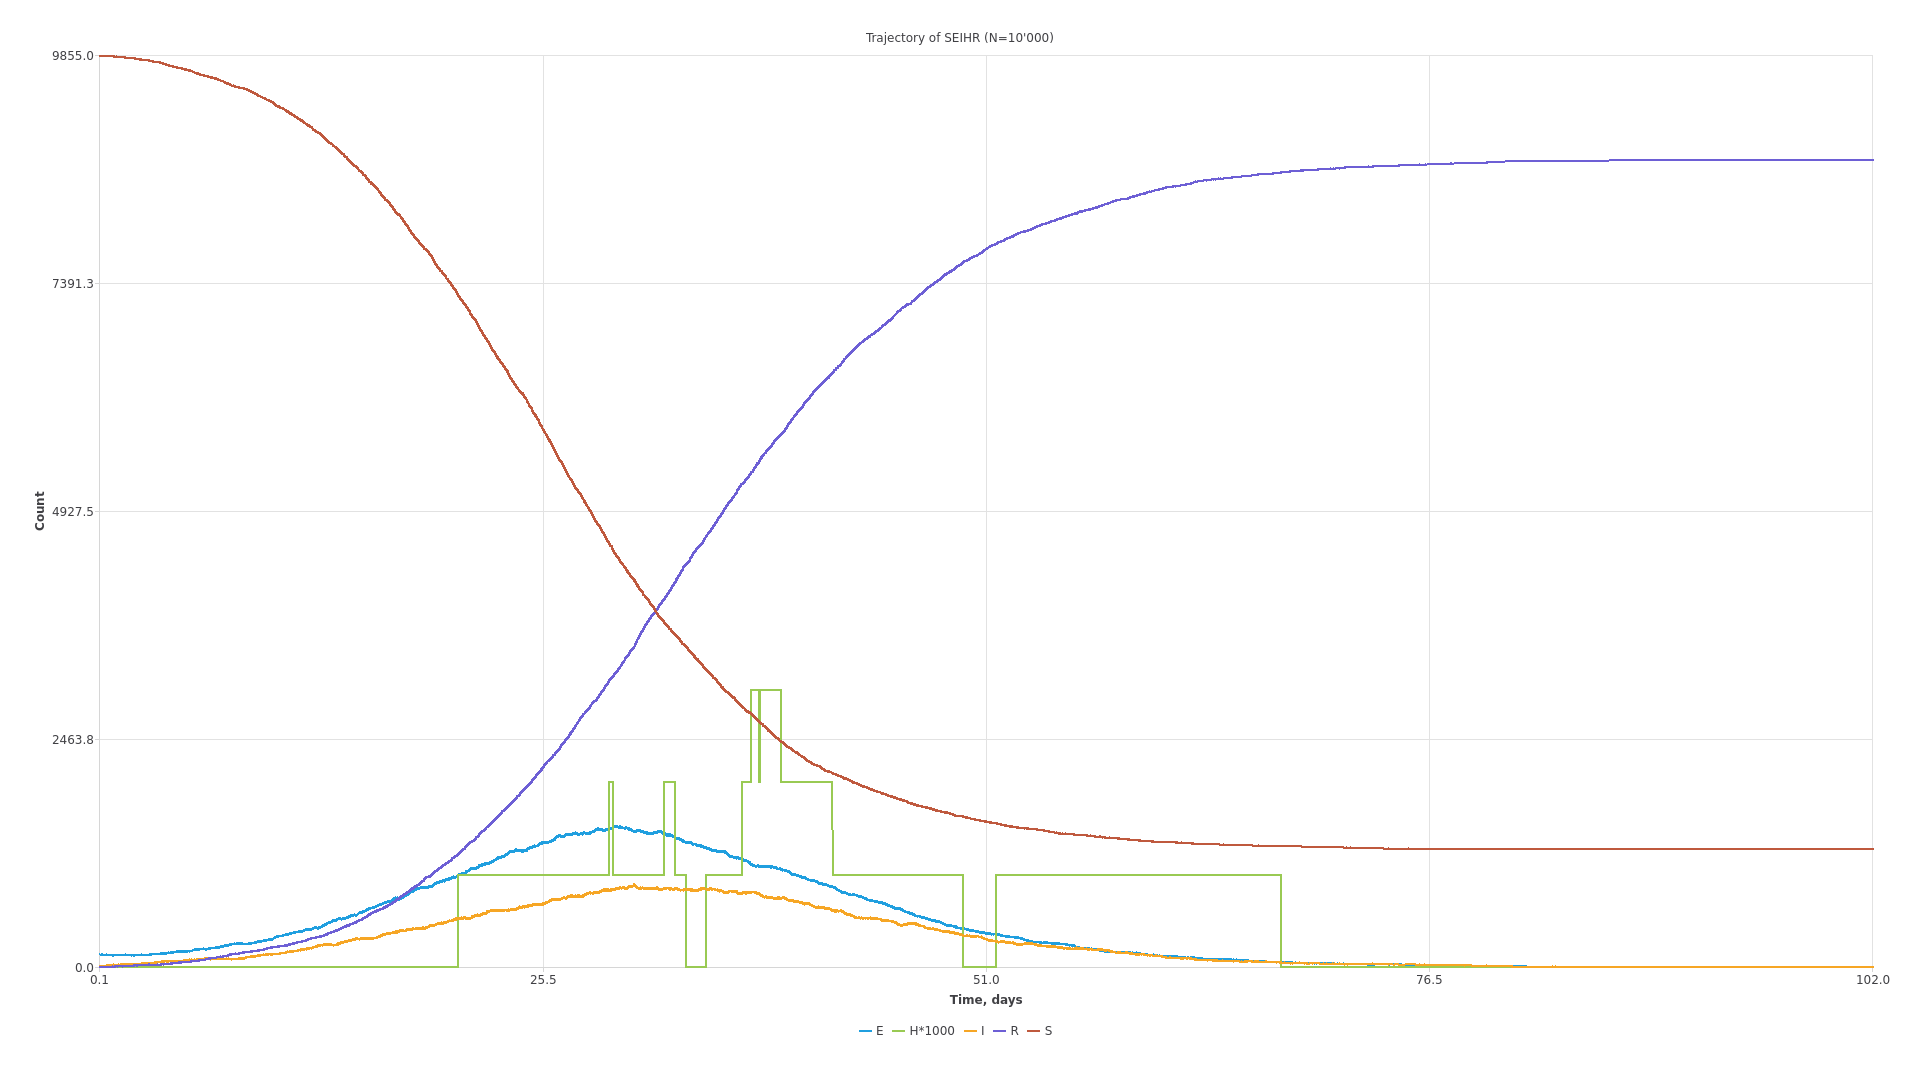 Trajectory of SEIHR (N=10'000)
9855.0
7391.3
4927.5
2463.8
0.0
Count
0.1 25.5 51.0 76.5 102.0
Time, days
E H*1000 I R S